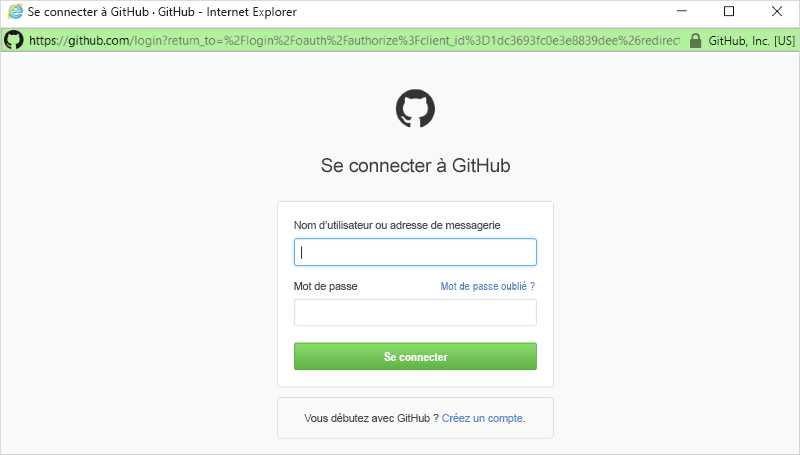 Se connecter à GitHub · GitHub - Internet Explorer
https://github.com/login?return_to=%2Flogin%2Foauth%2Fauthorize%3Fclient_id%3D1dc3693fc0e3e8839dee%26redirect
GitHub, Inc. [US]
Se connecter à GitHub
Nom d'utilisateur ou adresse de messagerie
Mot de passe
Mot de passe oublié ?
Se connecter
Vous débutez avec GitHub ? Créez un compte.